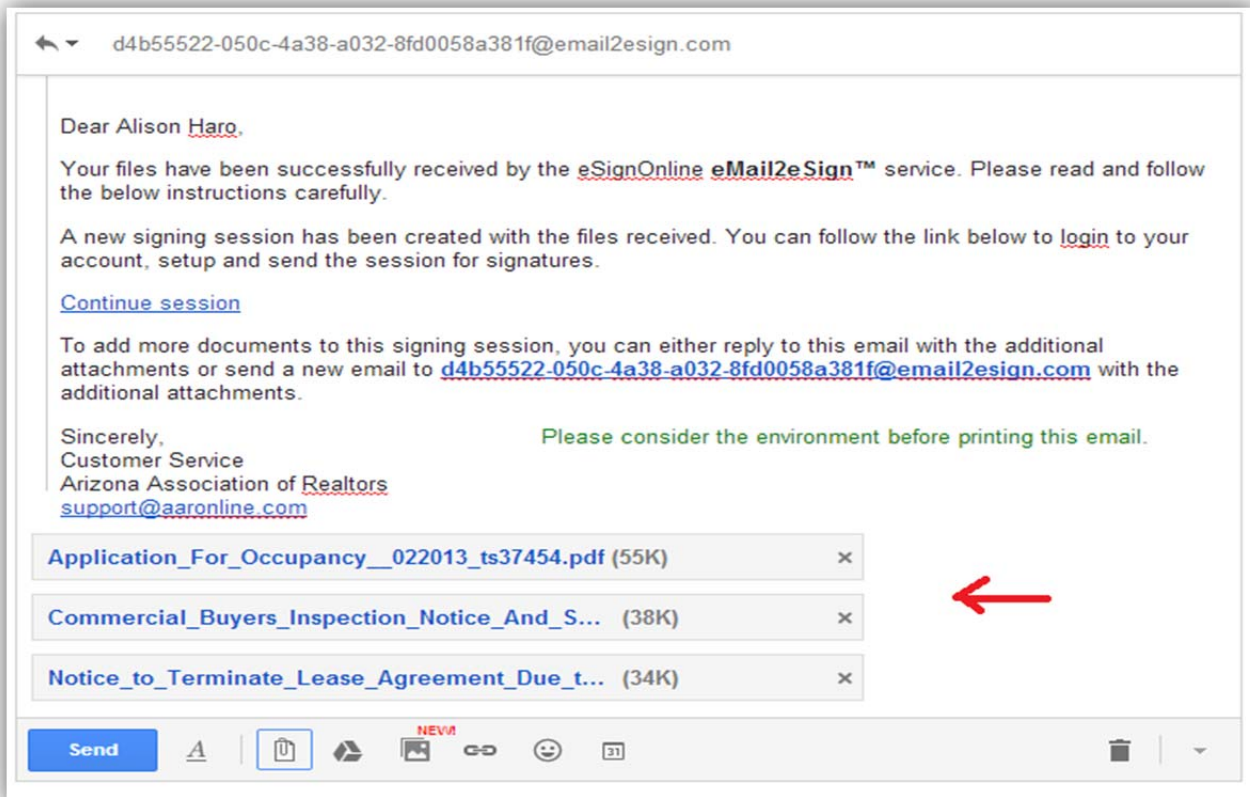 d4b55522-050c-4a38-a032-8fd0058a381f@email2esign.com
Dear Alison Haro,
Your files have been successfully received by the eSignOnline eMail2eSign™ service. Please read and follow
the below instructions carefully.
A new signing session has been created with the files received. You can follow the link below to login to your
account, setup and send the session for signatures.
Continue session
To add more documents to this signing session, you can either reply to this email with the additional
attachments or send a new email to d4b55522-050c-4a38-a032-8fd0058a381f@email2esign.com with the
additional attachments.
Sincerely, Please consider the environment before printing this email.
Customer Service
Arizona Association of Realtors
support@aaronline.com
Application_For_Occupancy__022013_ts37454.pdf (55K)
Commercial_Buyers_Inspection_Notice_And_S... (38K)
Notice_to_Terminate_Lease_Agreement_Due_t... (34K)
NEW!
Send A 31